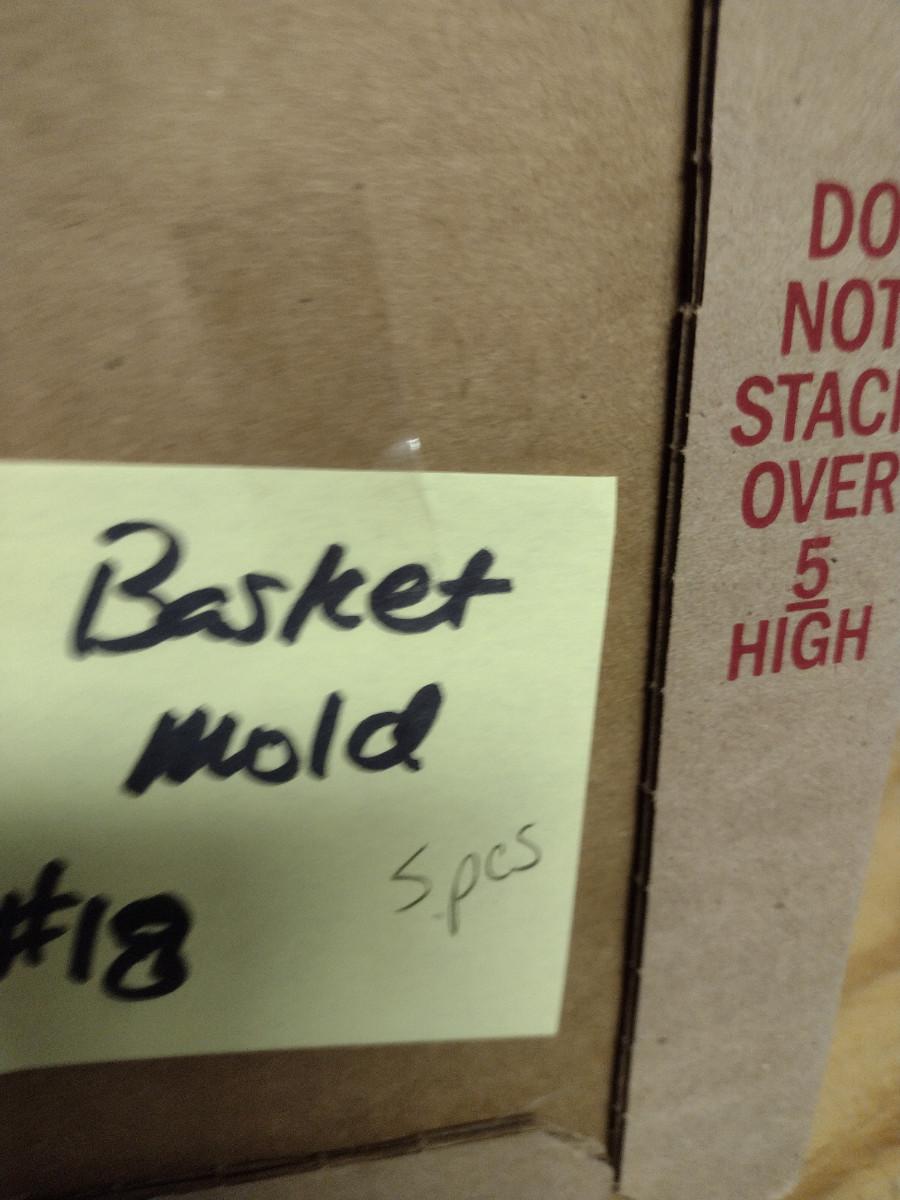 Basket
mold
5 pcs
#18
DO
NOT
STACK
OVER
5
HIGH